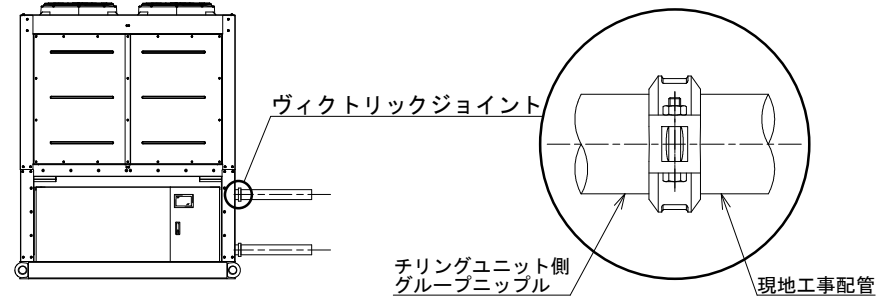 ヴィクトリックジョイント
チリングユニット側
グループニップル
現地工事配管